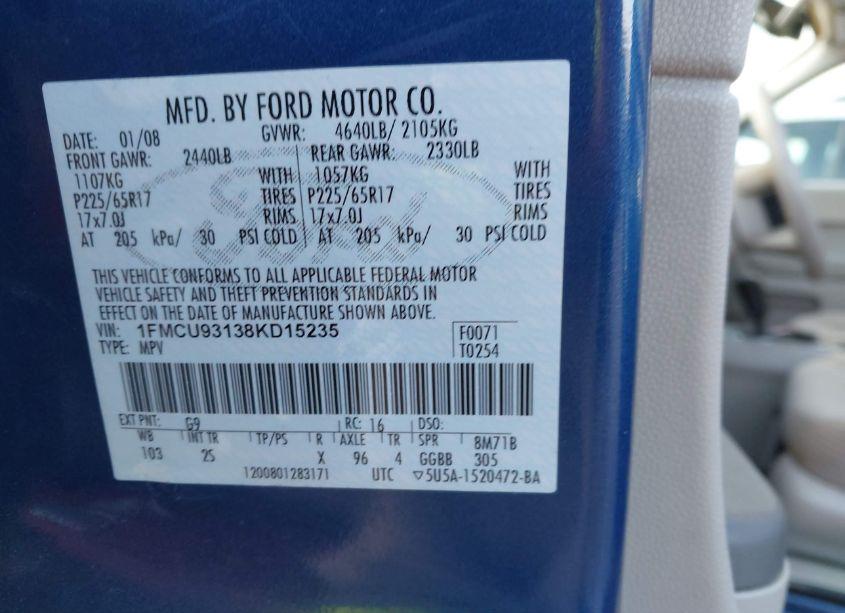 MFD. BY FORD MOTOR CO.
DATE: 01/08 GVWR: 4640LB/ 2105KG
FRONT GAWR: 2440LB REAR GAWR: 2330LB
1107KG WITH 1057KG WITH
P225/65R17 TIRES P225/65R17 TIRES
17x7.0J RIMS 17x7.0J RIMS
AT 205 kPa/ 30 PSI COLD AT 205 kPa/ 30 PSI COLD
THIS VEHICLE CONFORMS TO ALL APPLICABLE FEDERAL MOTOR
VEHICLE SAFETY AND THEFT PREVENTION STANDARDS IN
EFFECT ON THE DATE OF MANUFACTURE SHOWN ABOVE.
VIN: 1FMCU93138KD15235 F0071
TYPE: MPV T0254
EXT PNT: G9 RC: 16 DSO:
WB INT TR TP/PS R AXLE TR SPR 8M71B
103 2S X 96 4 GGBB 305
1200801283171 UTC ▽5U5A-1520472-BA